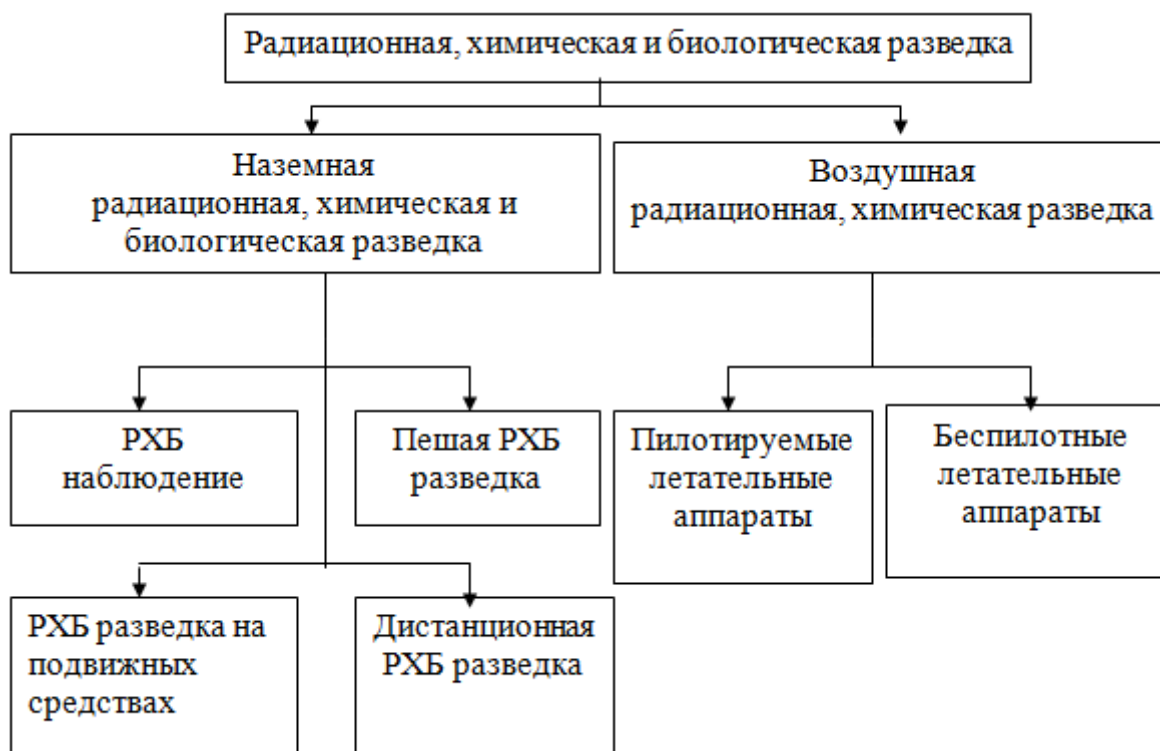 Радиационная, химическая и биологическая разведка
Наземная
радиационная, химическая и
биологическая разведка
Воздушная
радиационная, химическая разведка
РХБ
наблюдение
Пешая РХБ
разведка
Пилотируемые
летательные
аппараты
Беспилотные
летательные
аппараты
РХБ разведка на
подвижных
средствах
Дистанционная
РХБ разведка